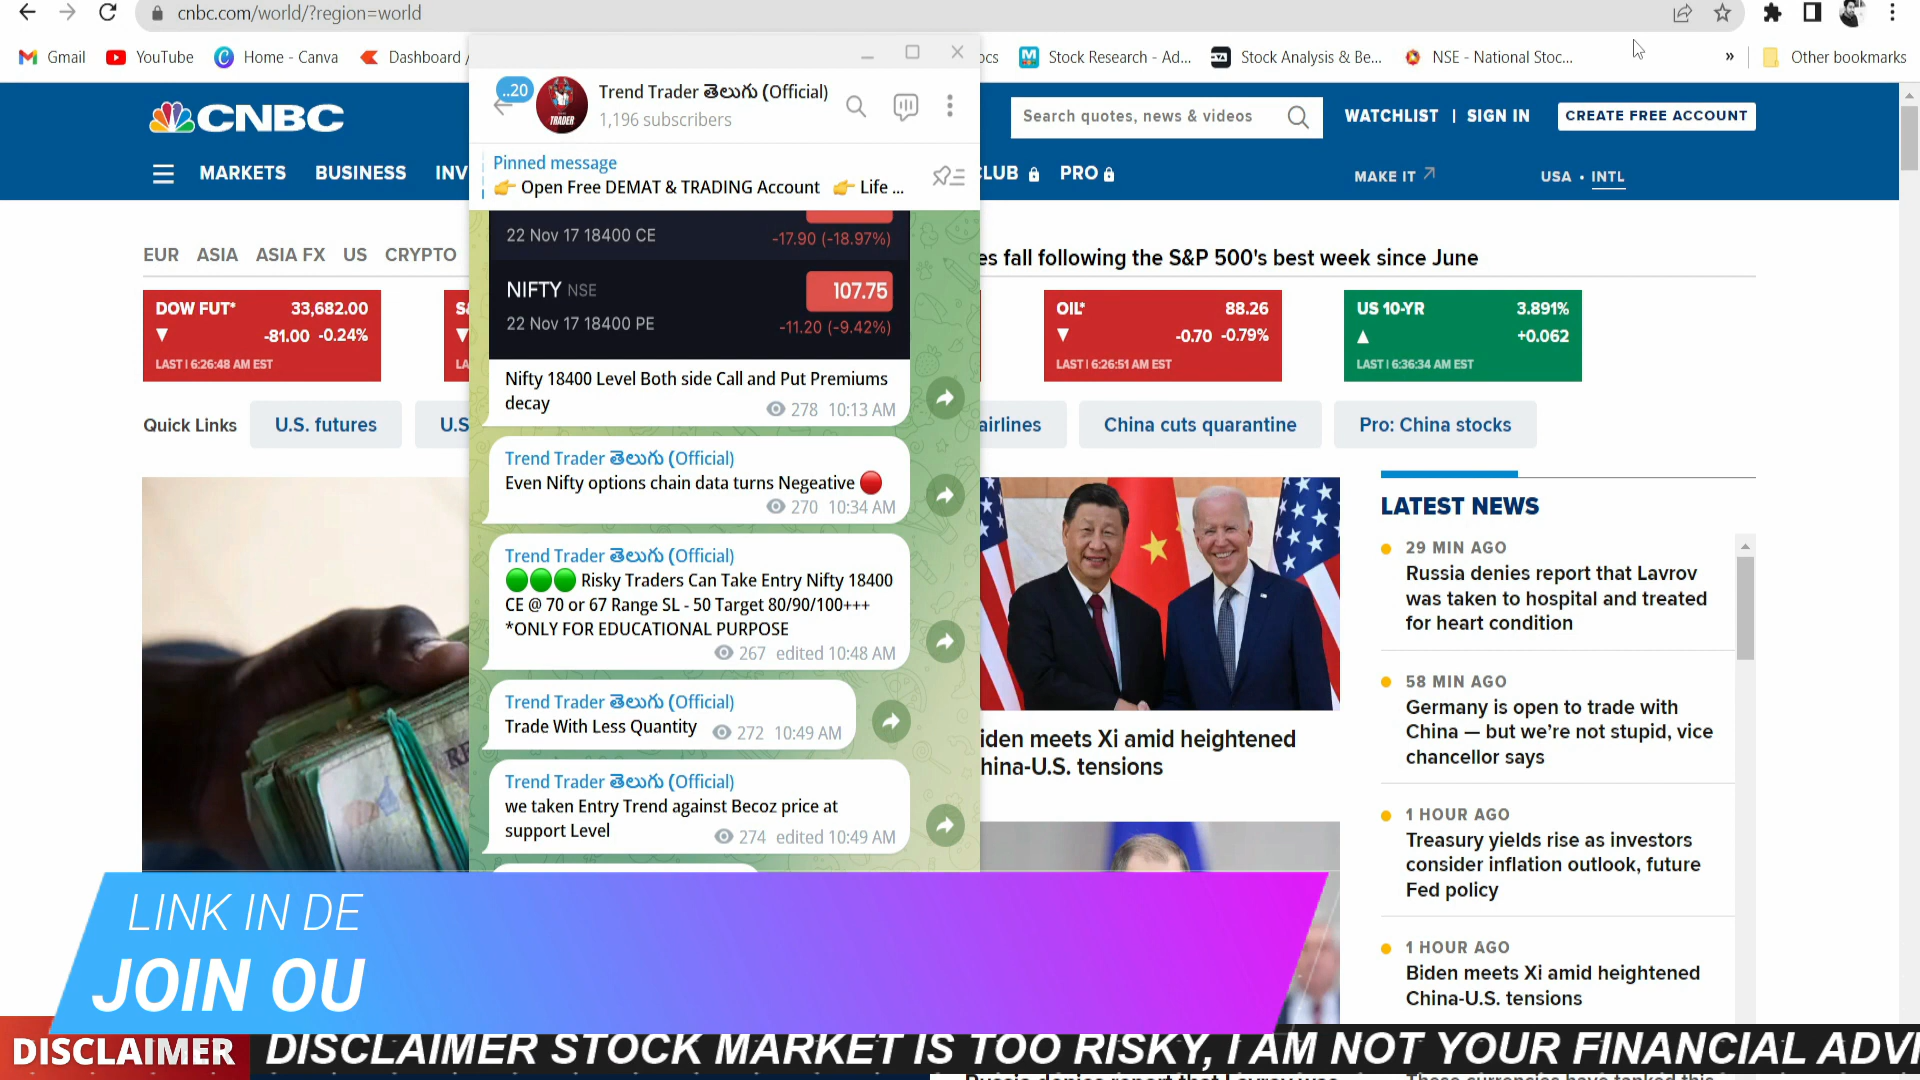 cnbc.com/world/?region=world
Gmail
YouTube
Home - Canva
Dashboard /
ocs
Stock Research - Ad...
Stock Analysis & Be...
NSE - National Stoc...
»
Other bookmarks
CNBC
Search quotes, news & videos
WATCHLIST | SIGN IN
CREATE FREE ACCOUNT
MARKETS
BUSINESS
INV
CLUB
PRO
MAKE IT
USA • INTL
..20
TRADER
Trend Trader తెలుగు (Official)
1,196 subscribers
Pinned message
👉 Open Free DEMAT & TRADING Account 👉 Life ...
22 Nov 17 18400 CE
-17.90 (-18.97%)
NIFTY NSE
107.75
22 Nov 17 18400 PE
-11.20 (-9.42%)
Nifty 18400 Level Both side Call and Put Premiums
decay
278 10:13 AM
Trend Trader తెలుగు (Official)
Even Nifty options chain data turns Negeative 🔴
270 10:34 AM
Trend Trader తెలుగు (Official)
🟢🟢🟢 Risky Traders Can Take Entry Nifty 18400
CE @ 70 or 67 Range SL - 50 Target 80/90/100+++
*ONLY FOR EDUCATIONAL PURPOSE
267 edited 10:48 AM
Trend Trader తెలుగు (Official)
Trade With Less Quantity 272 10:49 AM
Trend Trader తెలుగు (Official)
we taken Entry Trend against Becoz price at
support Level
274 edited 10:49 AM
EUR ASIA ASIA FX US CRYPTO
es fall following the S&P 500's best week since June
DOW FUT* 33,682.00
▼ -81.00 -0.24%
LAST | 6:26:48 AM EST
S&
▼
LA
OIL* 88.26
▼ -0.70 -0.79%
LAST | 6:26:51 AM EST
US 10-YR 3.891%
▲ +0.062
LAST | 6:36:34 AM EST
Quick Links
U.S. futures
U.S
airlines
China cuts quarantine
Pro: China stocks
iden meets Xi amid heightened
hina-U.S. tensions
LATEST NEWS
29 MIN AGO
Russia denies report that Lavrov
was taken to hospital and treated
for heart condition
58 MIN AGO
Germany is open to trade with
China — but we're not stupid, vice
chancellor says
1 HOUR AGO
Treasury yields rise as investors
consider inflation outlook, future
Fed policy
1 HOUR AGO
Biden meets Xi amid heightened
China-U.S. tensions
LINK IN DE
JOIN OU
DISCLAIMER
DISCLAIMER STOCK MARKET IS TOO RISKY, I AM NOT YOUR FINANCIAL ADVI